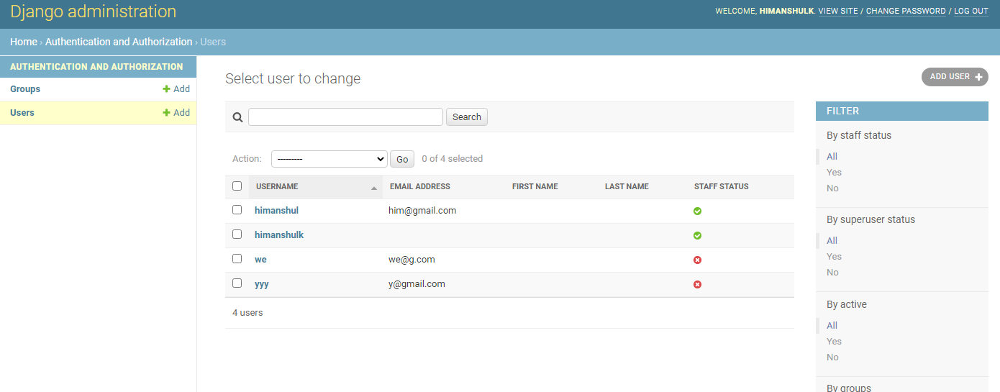 Django administration
WELCOME, HIMANSHULK. VIEW SITE / CHANGE PASSWORD / LOG OUT
Home › Authentication and Authorization › Users
AUTHENTICATION AND AUTHORIZATION
Groups + Add
Users + Add
Select user to change
ADD USER +
Search
Action: --------- Go 0 of 4 selected
USERNAME EMAIL ADDRESS FIRST NAME LAST NAME STAFF STATUS
himanshul him@gmail.com
himanshulk
we we@g.com
yyy y@gmail.com
4 users
FILTER
By staff status
All
Yes
No
By superuser status
All
Yes
No
By active
All
Yes
No
By groups